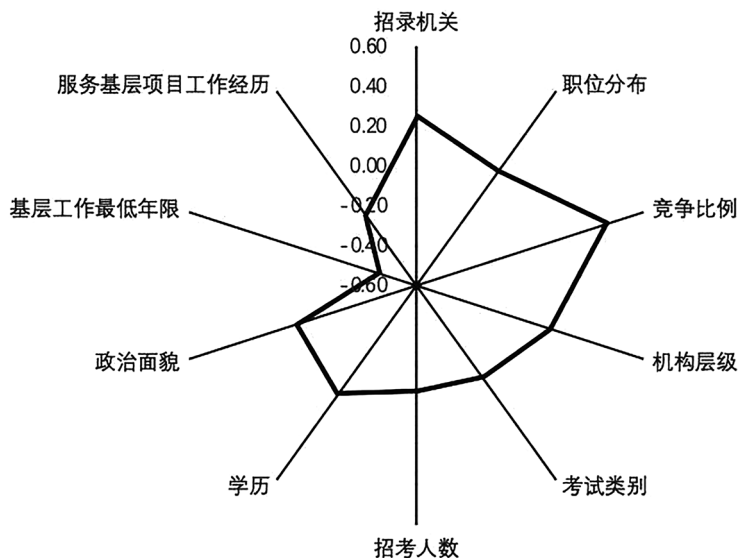 招录机关
0.60
服务基层项目工作经历
0.40
职位分布
0.20
0.00
基层工作最低年限
-0.20
竞争比例
-0.40
-0.60
政治面貌
机构层级
学历
考试类别
招考人数